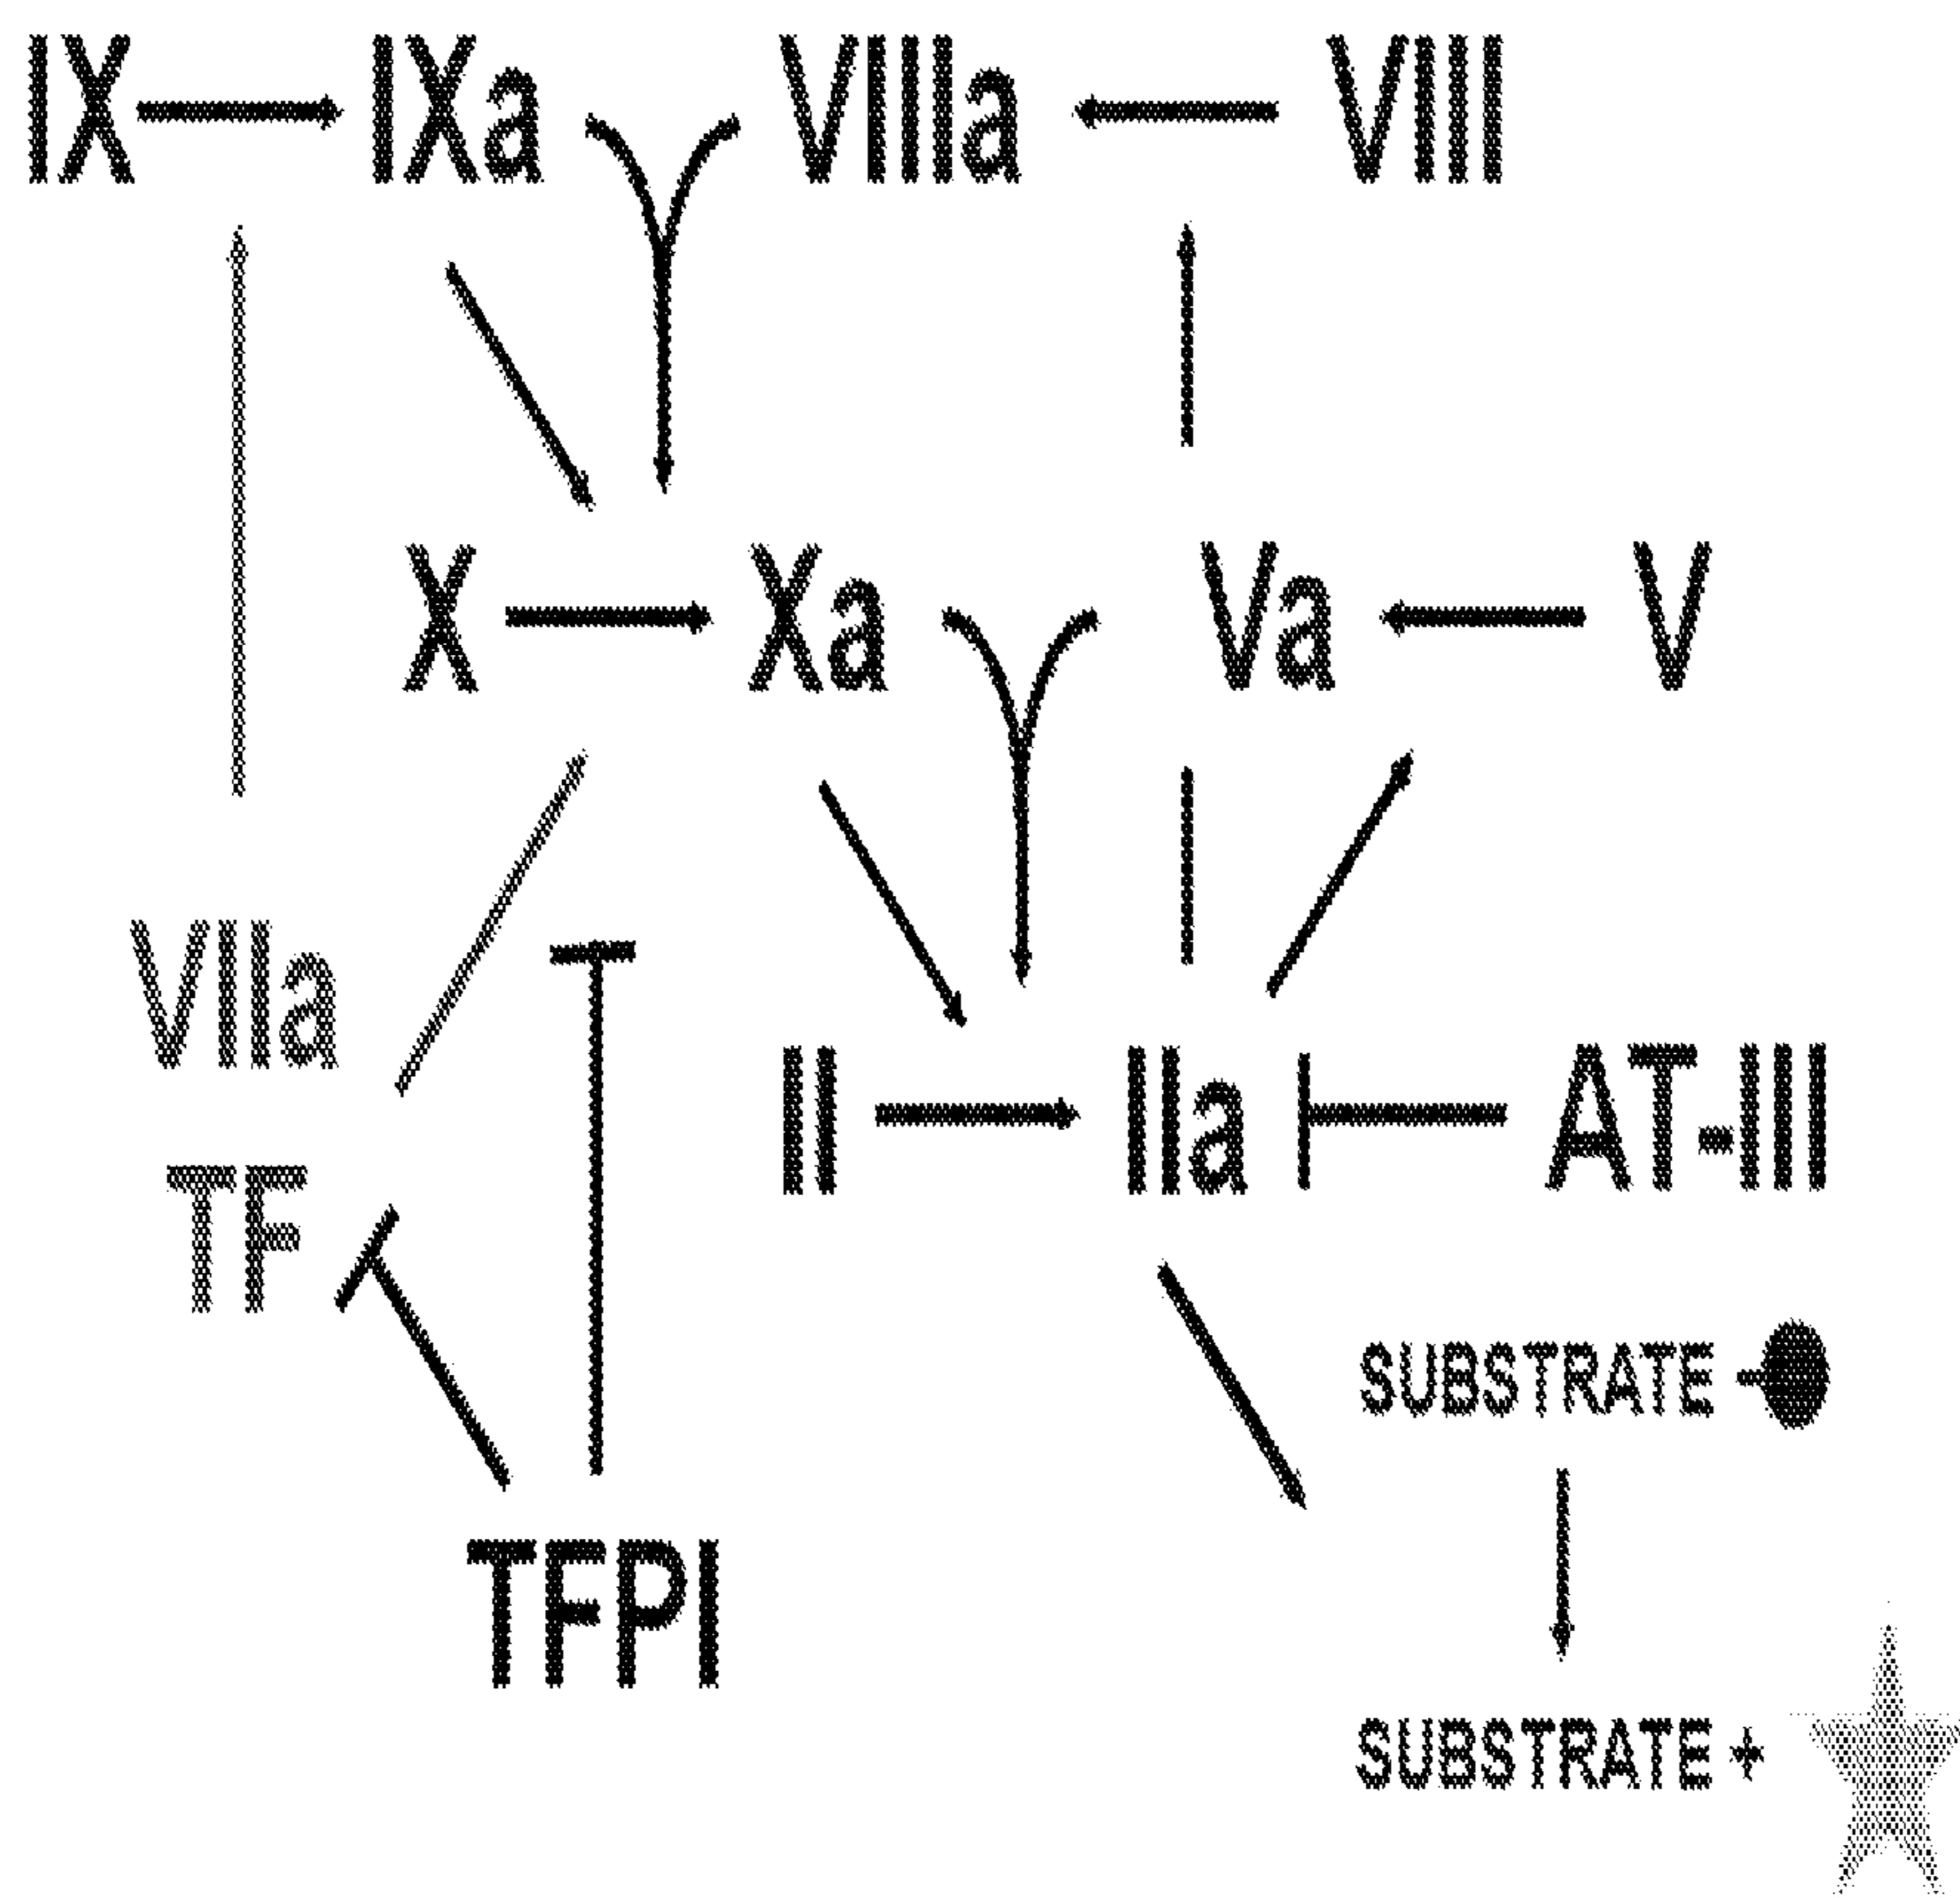 IX IXa VIIIa VIII
X Xa Va V
VIIa
II IIa AT-III
TF
SUBSTRATE
TFPI
SUBSTRATE +